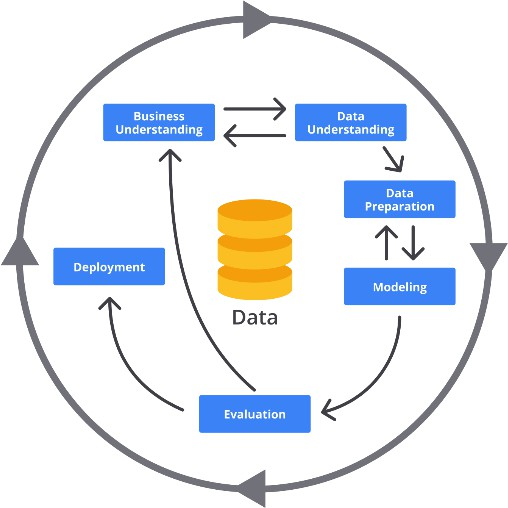 Business
Understanding
Data
Understanding
Data
Preparation
Deployment
Modeling
Data
Evaluation